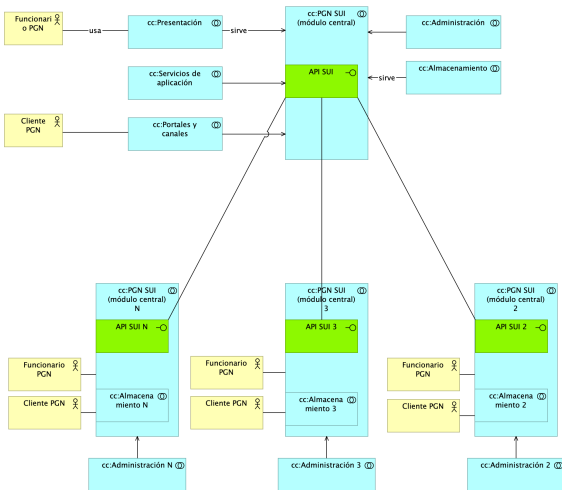 Funcionari
o PGN
usa
cc:Presentación
sirve
cc:PGN SUI
(módulo central)
cc:Administración
API SUI
cc:Servicios de
aplicación
sirve
cc:Almacenamiento
Cliente
PGN
cc:Portales y
canales
cc:PGN SUI
(módulo central)
N
cc:PGN SUI
(módulo central)
3
cc:PGN SUI
(módulo central)
2
API SUI N
API SUI 3
API SUI 2
Funcionario
PGN
Funcionario
PGN
Funcionario
PGN
Cliente PGN
cc:Almacena
miento N
Cliente PGN
cc:Almacena
miento 3
Cliente PGN
cc:Almacena
miento 2
cc:Administración N
cc:Administración 3
cc:Administración 2